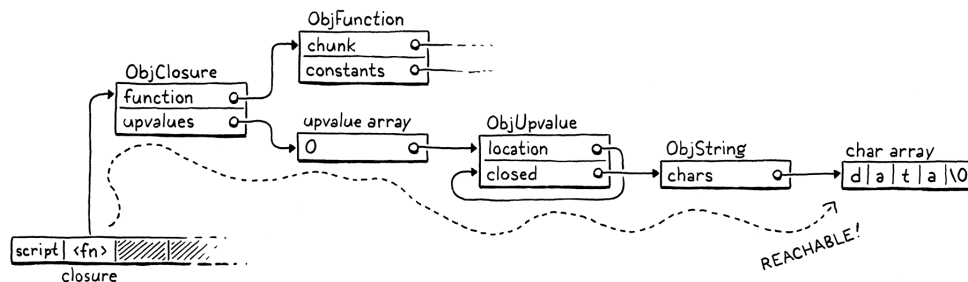 ObjFunction
chunk
constants
ObjClosure
function
upvalues
upvalue array
0
ObjUpvalue
location
closed
ObjString
chars
char array
d | a | t | a | \0
REACHABLE!
script | <fn> |
closure